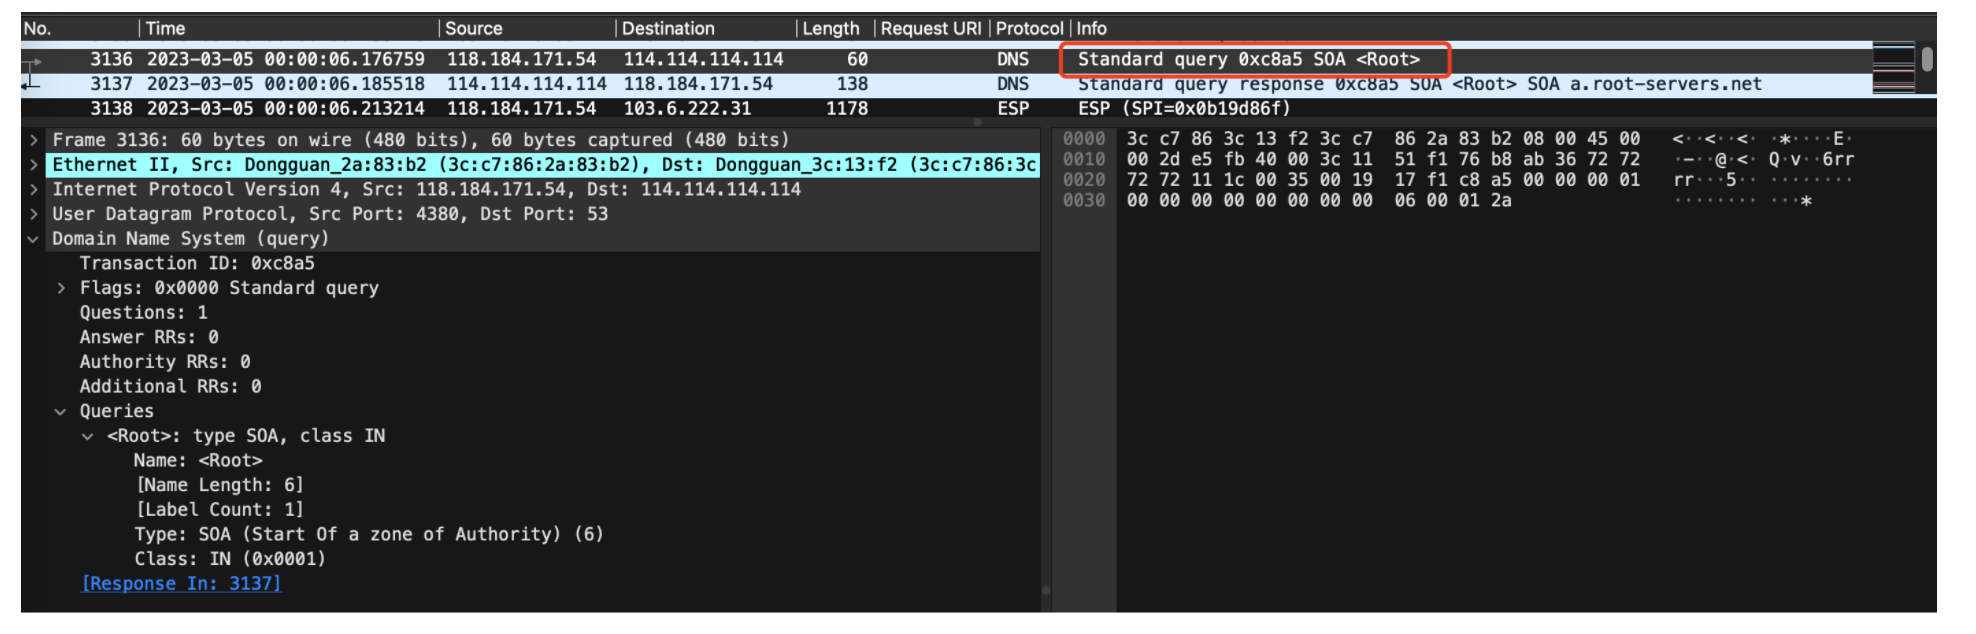 No. Time Source Destination Length Request URI Protocol Info
3136 2023-03-05 00:00:06.176759 118.184.171.54 114.114.114.114 60 DNS Standard query 0xc8a5 SOA <Root>
3137 2023-03-05 00:00:06.185518 114.114.114.114 118.184.171.54 138 DNS Standard query response 0xc8a5 SOA <Root> SOA a.root-servers.net
3138 2023-03-05 00:00:06.213214 118.184.171.54 103.6.222.31 1178 ESP ESP (SPI=0x0b19d86f)
Frame 3136: 60 bytes on wire (480 bits), 60 bytes captured (480 bits)
Ethernet II, Src: Dongguan_2a:83:b2 (3c:c7:86:2a:83:b2), Dst: Dongguan_3c:13:f2 (3c:c7:86:3c
Internet Protocol Version 4, Src: 118.184.171.54, Dst: 114.114.114.114
User Datagram Protocol, Src Port: 4380, Dst Port: 53
Domain Name System (query)
Transaction ID: 0xc8a5
Flags: 0x0000 Standard query
Questions: 1
Answer RRs: 0
Authority RRs: 0
Additional RRs: 0
Queries
<Root>: type SOA, class IN
Name: <Root>
[Name Length: 6]
[Label Count: 1]
Type: SOA (Start Of a zone of Authority) (6)
Class: IN (0x0001)
[Response In: 3137]
0000 3c c7 86 3c 13 f2 3c c7 86 2a 83 b2 08 00 45 00 <··<··<· ·*····E·
0010 00 2d e5 fb 40 00 3c 11 51 f1 76 b8 ab 36 72 72 ·-··@·<· Q·v··6rr
0020 72 72 11 1c 00 35 00 19 17 f1 c8 a5 00 00 00 01 rr···5·· ········
0030 00 00 00 00 00 00 00 00 06 00 01 2a ········ ···*